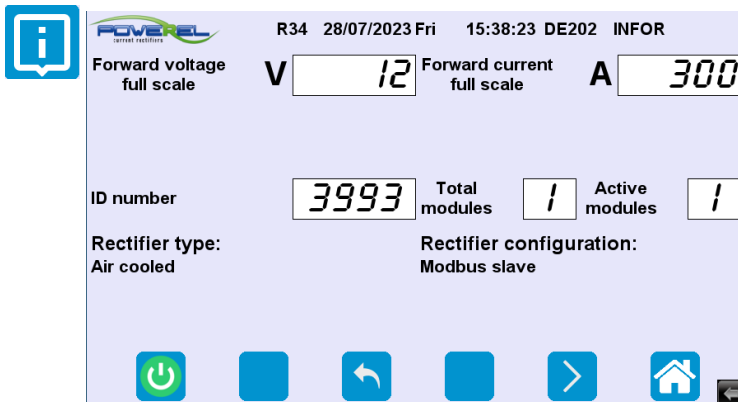 POWEREL
current rectifiers
R34 28/07/2023 Fri 15:38:23 DE202 INFOR
Forward voltage
full scale
V
12
Forward current
full scale
A
300
ID number
3993
Total
modules
1
Active
modules
1
Rectifier type:
Air cooled
Rectifier configuration:
Modbus slave